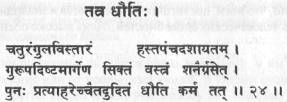 तत्र धौतिः।
चतुरंगुलविस्तारं हस्तपंचदशायतम्।
गुरूपदिष्टमार्गेण सिक्तं वस्त्रं शनैर्ग्रसेत्।
पुनः प्रत्याहरेच्चैतदुदितं धौति कर्म तत् ॥ २४ ॥